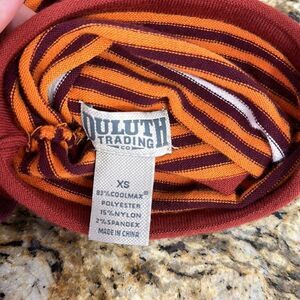 DULUTH
TRADING
CO
XS
83% COOLMAX®
POLYESTER
15% NYLON
2% SPANDEX
MADE IN CHINA